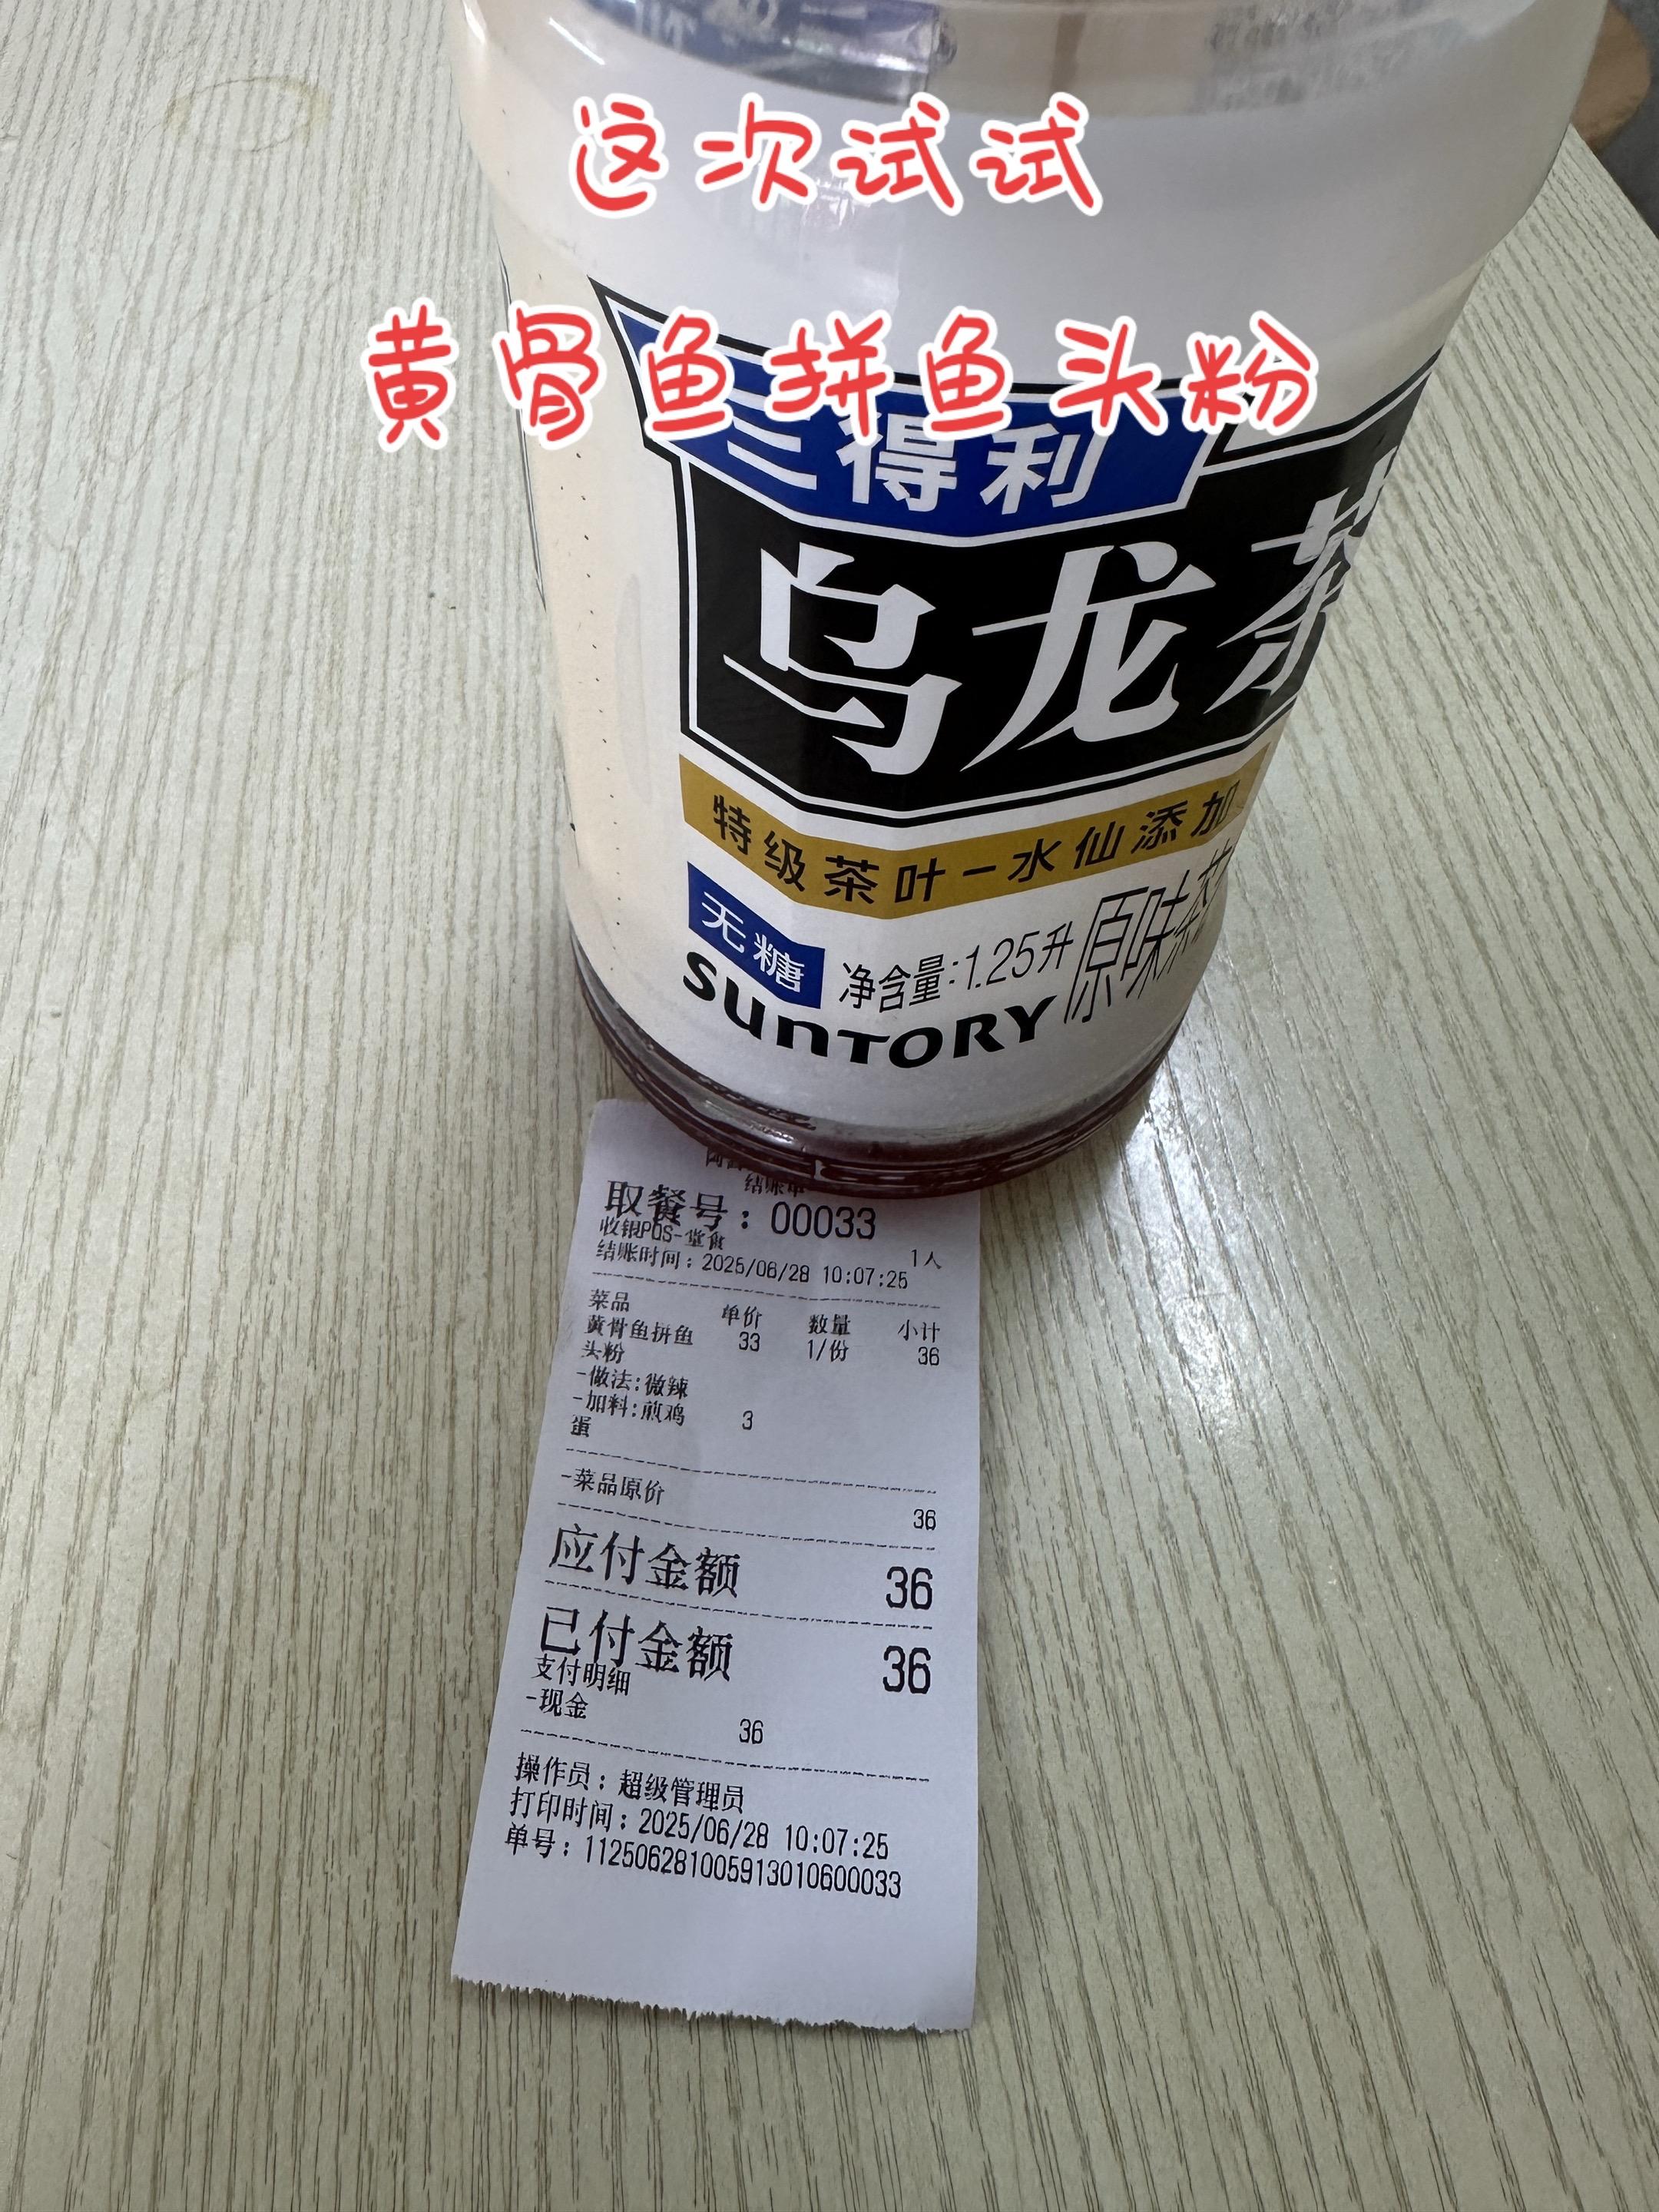 这次试试
黄骨鱼拼鱼头粉
三得利
乌龙茶
特级茶叶-水仙添加
无糖
净含量:1.25升
原味茶
SUNTORY
结账单
取餐号：00033
收银POS-堂食 1人
结账时间：2025/06/28 10:07:25
菜品 单价 数量 小计
黄骨鱼拼鱼 33 1/份 36
头粉
-做法:微辣
-加料:煎鸡 3
蛋
-菜品原价 36
应付金额 36
已付金额 36
支付明细
-现金 36
操作员：超级管理员
打印时间：2025/06/28 10:07:25
单号：112506281005913010600033